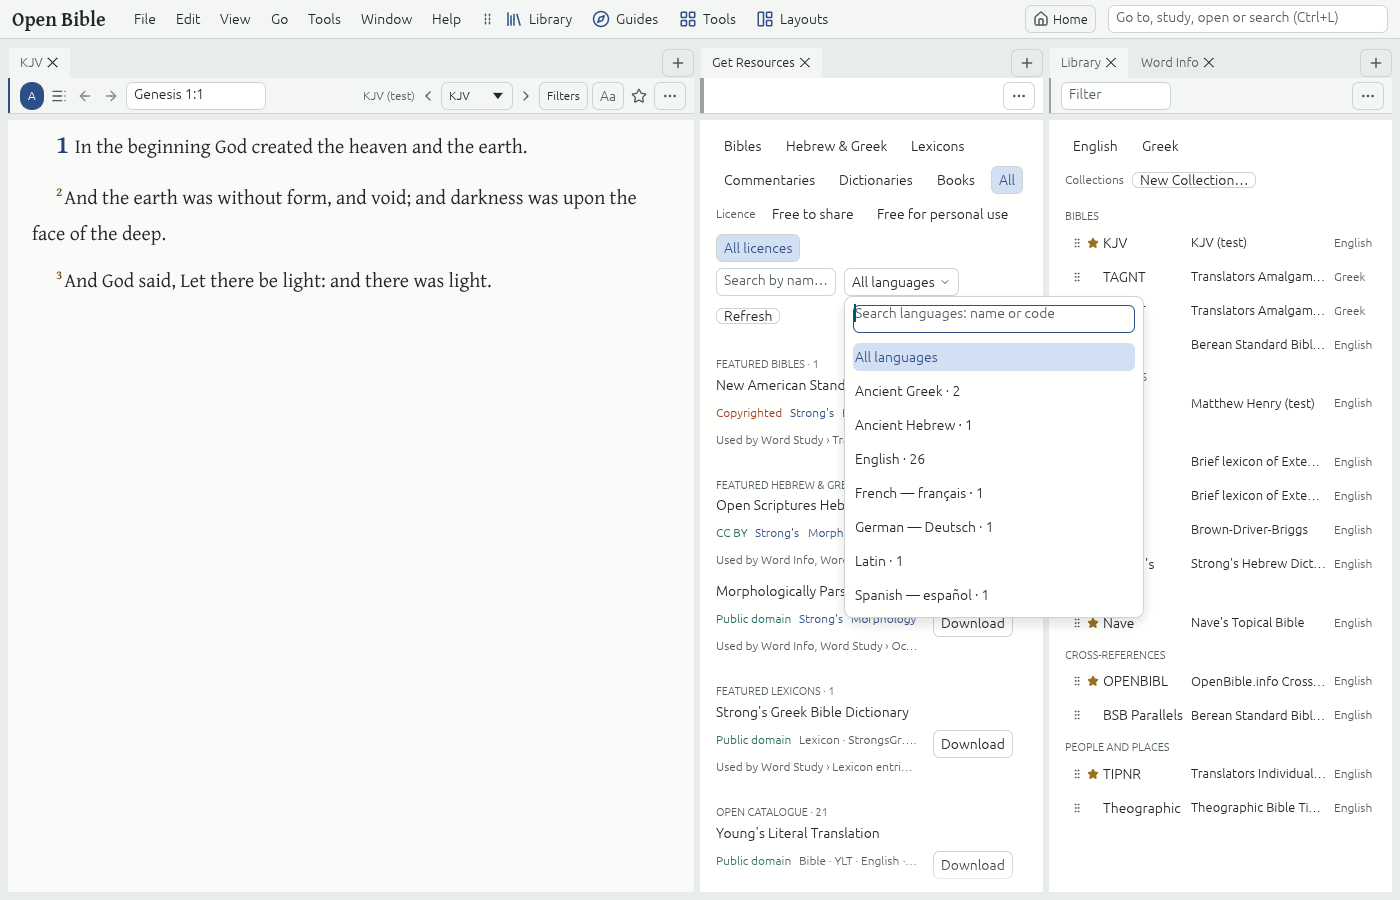 Open Bible File Edit View Go Tools Window Help Library Guides Tools Layouts Home Go to, study, open or search (Ctrl+L)
KJV
A Genesis 1:1 KJV (test) KJV Filters Aa
1 In the beginning God created the heaven and the earth.
2 And the earth was without form, and void; and darkness was upon the
face of the deep.
3 And God said, Let there be light: and there was light.
Get Resources
Bibles Hebrew & Greek Lexicons
Commentaries Dictionaries Books All
Licence Free to share Free for personal use
All licences
Search by nam... All languages
Refresh
Search languages: name or code
All languages
Ancient Greek · 2
Ancient Hebrew · 1
English · 26
French — français · 1
German — Deutsch · 1
Latin · 1
Spanish — español · 1
FEATURED BIBLES · 1
New American Stand
Copyrighted Strong's
Used by Word Study › Tr
FEATURED HEBREW & GRE
Open Scriptures Heb
CC BY Strong's Morph
Used by Word Info, Wor
Morphologically Pars
Public domain Strong's Morphology Download
Used by Word Info, Word Study › Oc...
FEATURED LEXICONS · 1
Strong's Greek Bible Dictionary
Public domain Lexicon · StrongsGr.... Download
Used by Word Study › Lexicon entri...
OPEN CATALOGUE · 21
Young's Literal Translation
Public domain Bible · YLT · English ·... Download
Library Word Info
Filter
English Greek
Collections New Collection...
BIBLES
KJV KJV (test) English
TAGNT Translators Amalgam... Greek
Translators Amalgam... Greek
Berean Standard Bibl... English
S
Matthew Henry (test) English
Brief lexicon of Exte... English
Brief lexicon of Exte... English
Brown-Driver-Briggs English
's Strong's Hebrew Dict... English
Nave Nave's Topical Bible English
CROSS-REFERENCES
OPENBIBL OpenBible.info Cross... English
BSB Parallels Berean Standard Bibl... English
PEOPLE AND PLACES
TIPNR Translators Individual... English
Theographic Theographic Bible Ti... English